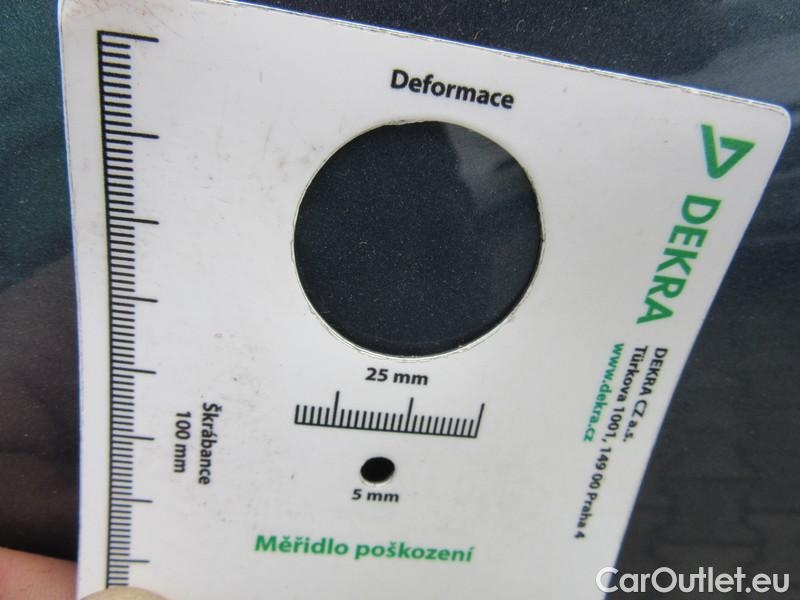 Deformace
25 mm
5 mm
Škrábance
100 mm
Měřidlo poškození
DEKRA
DEKRA CZ a.s.
Türkova 1001, 149 00 Praha 4
www.dekra.cz
CarOutlet.eu